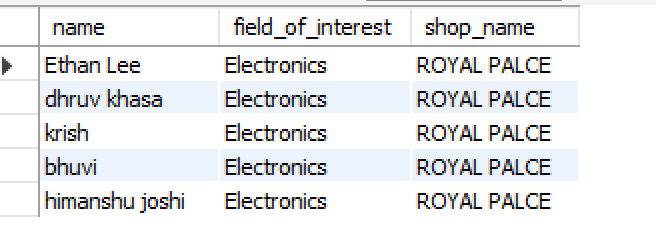 name field_of_interest shop_name
Ethan Lee Electronics ROYAL PALCE
dhruv khasa Electronics ROYAL PALCE
krish Electronics ROYAL PALCE
bhuvi Electronics ROYAL PALCE
himanshu joshi Electronics ROYAL PALCE